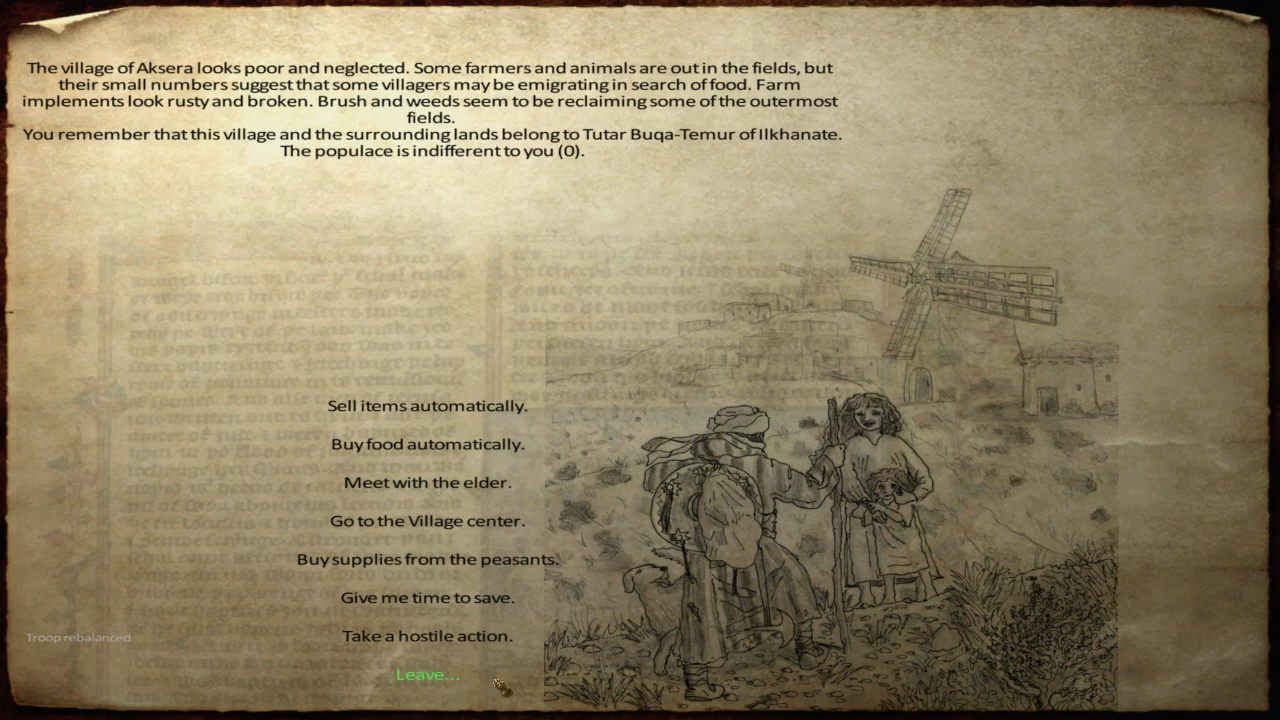 The village of Aksera looks poor and neglected. Some farmers and animals are out in the fields, but
their small numbers suggest that some villagers may be emigrating in search of food. Farm
implements look rusty and broken. Brush and weeds seem to be reclaiming some of the outermost
fields.
You remember that this village and the surrounding lands belong to Tutar Buqa-Temur of Ilkhanate.
The populace is indifferent to you (0).
Sell items automatically.
Buy food automatically.
Meet with the elder.
Go to the Village center.
Buy supplies from the peasants.
Give me time to save.
Take a hostile action.
Troop rebalanced
Leave...